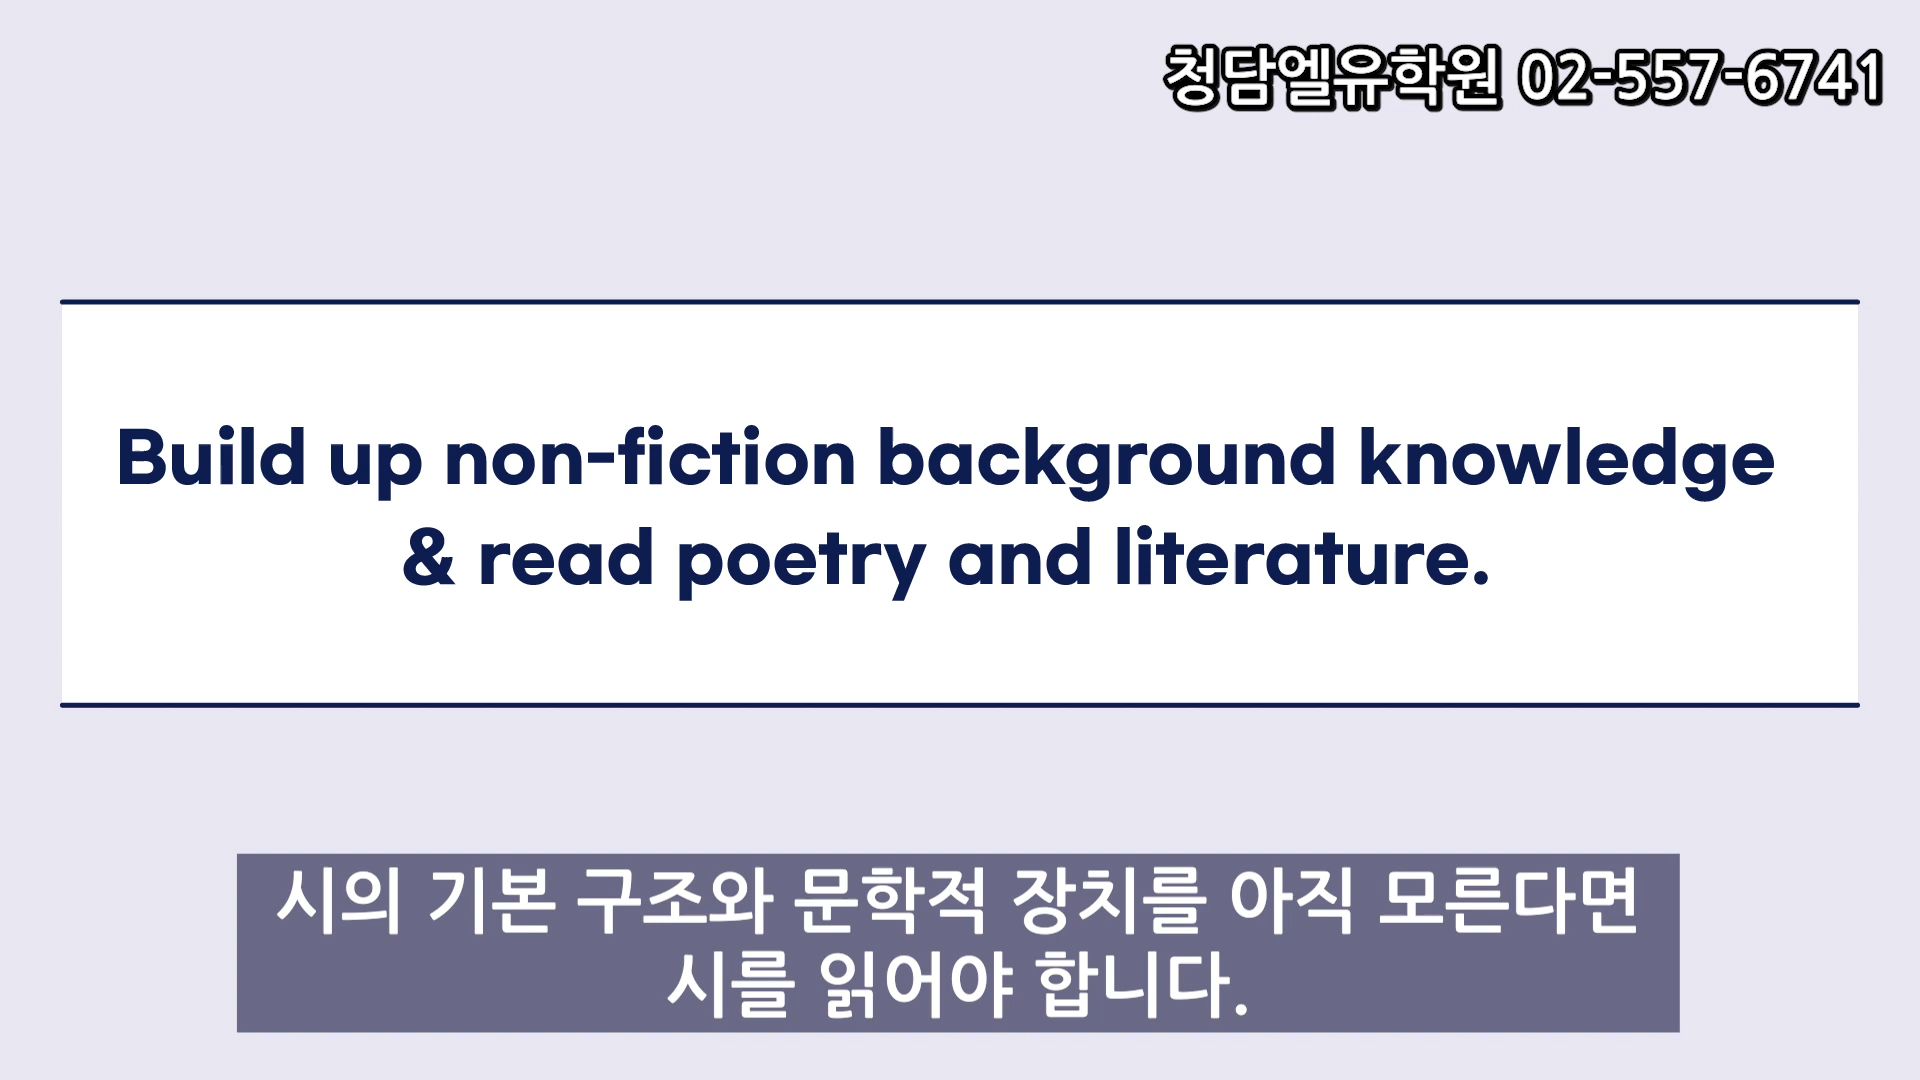 청담엘유학원 02-557-6741
Build up non-fiction background knowledge
& read poetry and literature.
시의 기본 구조와 문학적 장치를 아직 모른다면
시를 읽어야 합니다.